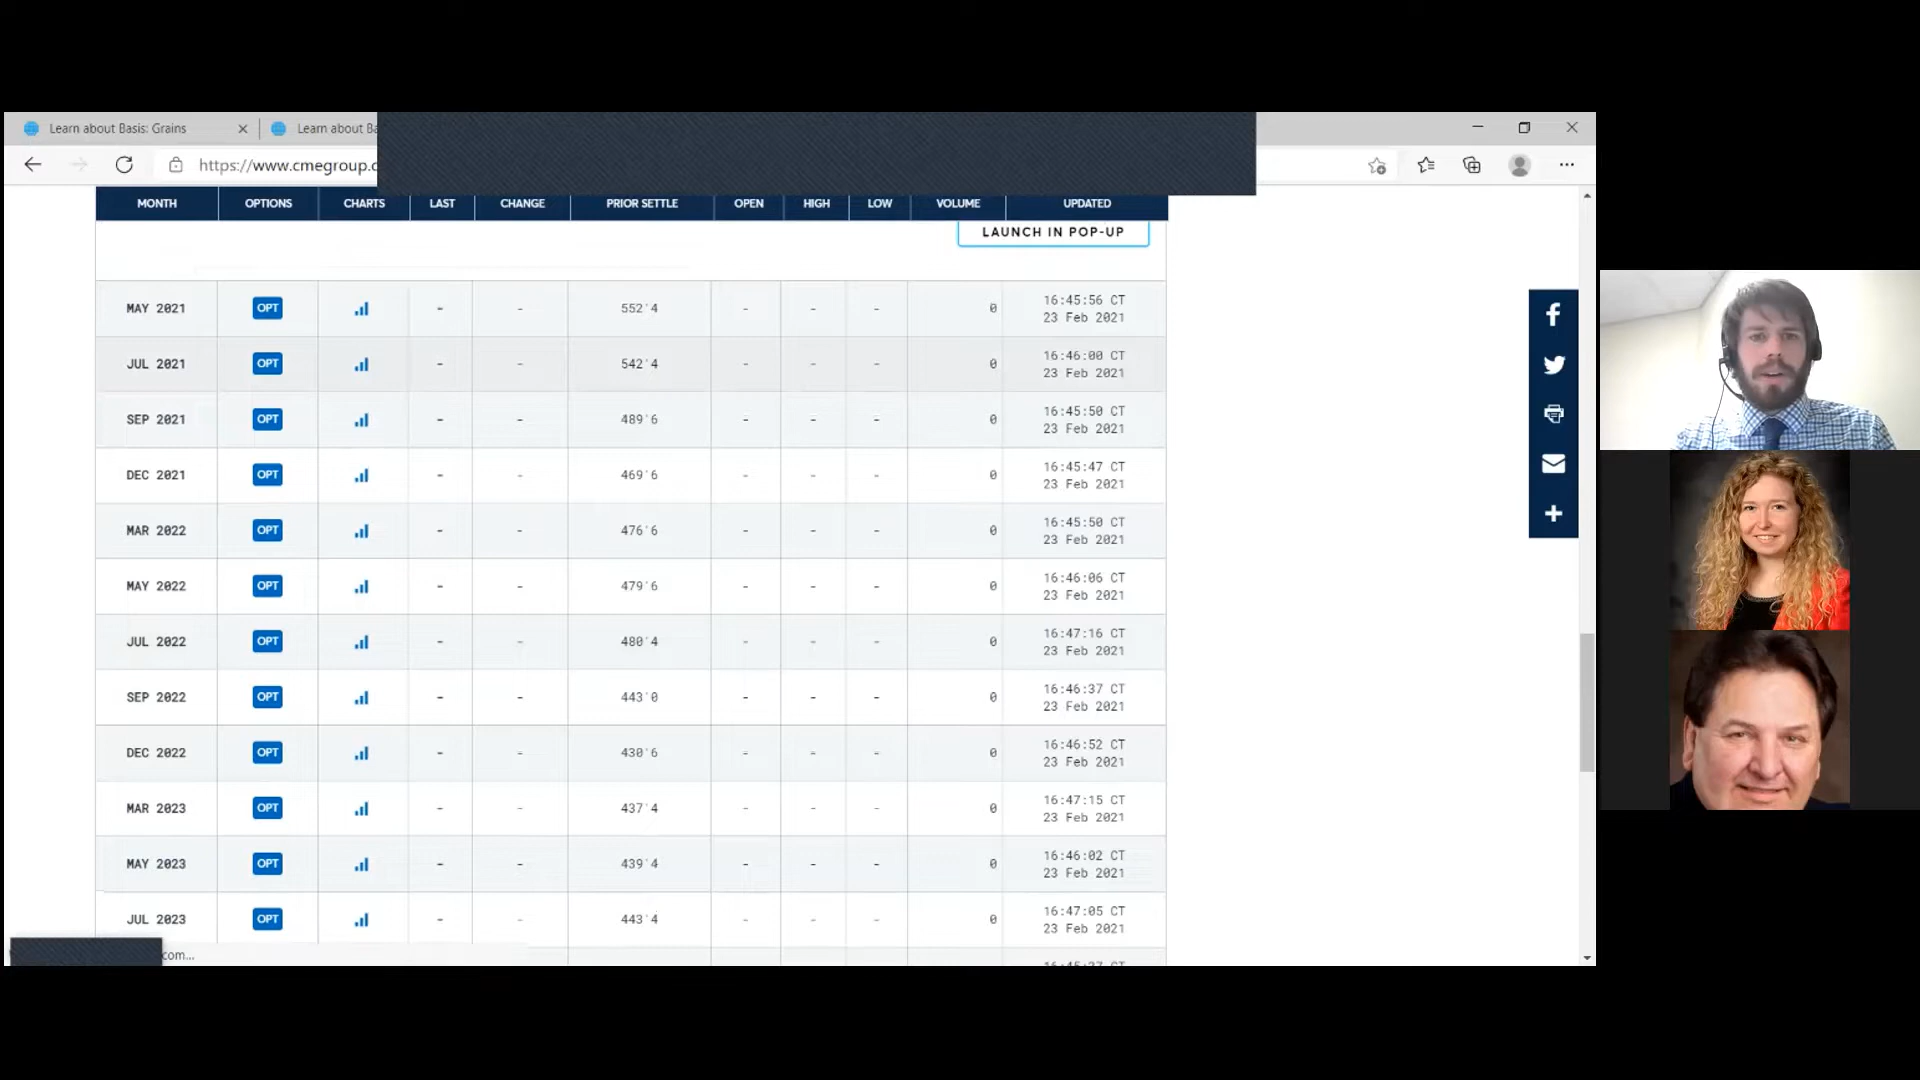 Learn about Basis: Grains
Learn about Ba
https://www.cmegroup.c
MONTH OPTIONS CHARTS LAST CHANGE PRIOR SETTLE OPEN HIGH LOW VOLUME UPDATED
LAUNCH IN POP-UP
MAY 2021 OPT - - 552'4 - - - 0 16:45:56 CT
23 Feb 2021
JUL 2021 OPT - - 542'4 - - - 0 16:46:00 CT
23 Feb 2021
SEP 2021 OPT - - 489'6 - - - 0 16:45:50 CT
23 Feb 2021
DEC 2021 OPT - - 469'6 - - - 0 16:45:47 CT
23 Feb 2021
MAR 2022 OPT - - 476'6 - - - 0 16:45:50 CT
23 Feb 2021
MAY 2022 OPT - - 479'6 - - - 0 16:46:06 CT
23 Feb 2021
JUL 2022 OPT - - 480'4 - - - 0 16:47:16 CT
23 Feb 2021
SEP 2022 OPT - - 443'0 - - - 0 16:46:37 CT
23 Feb 2021
DEC 2022 OPT - - 430'6 - - - 0 16:46:52 CT
23 Feb 2021
MAR 2023 OPT - - 437'4 - - - 0 16:47:15 CT
23 Feb 2021
MAY 2023 OPT - - 439'4 - - - 0 16:46:02 CT
23 Feb 2021
JUL 2023 OPT - - 443'4 - - - 0 16:47:05 CT
23 Feb 2021
com...